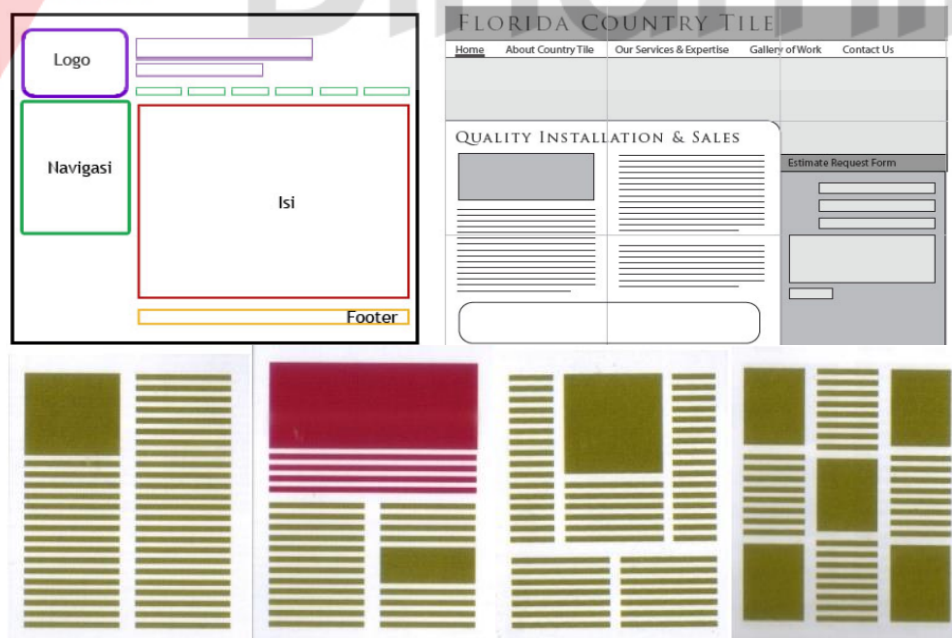 Logo
Navigasi
Isi
Footer
FLORIDA COUNTRY TILE
Home About Country Tile Our Services & Expertise Gallery of Work Contact Us
QUALITY INSTALLATION & SALES
Estimate Request Form